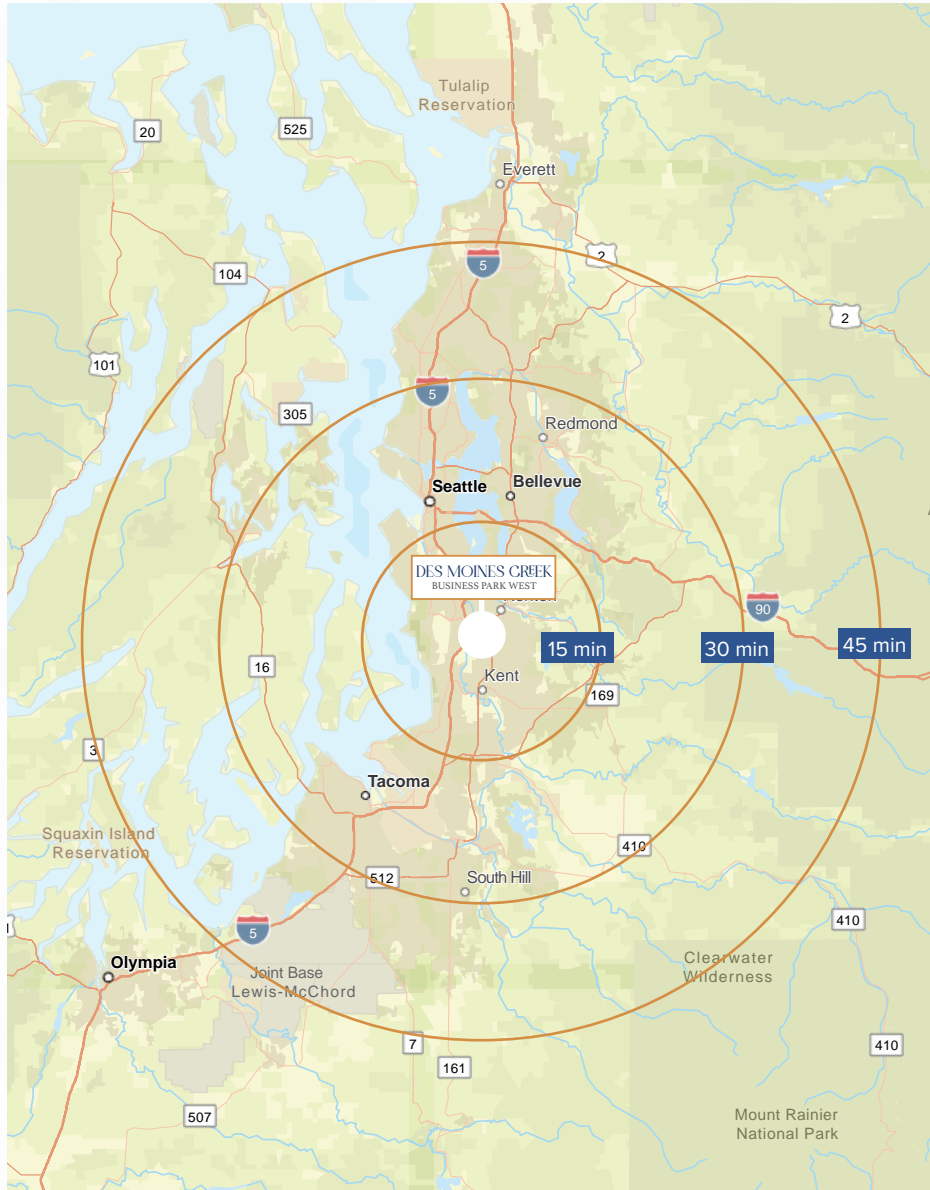 Tulalip
Reservation
20
525
Everett
5
2
104
2
101
5
305
Redmond
Seattle
Bellevue
DES MOINES CREEK
BUSINESS PARK WEST
90
15 min
30 min
45 min
16
Kent
169
3
Tacoma
Squaxin Island
Reservation
410
512
South Hill
410
5
Olympia
Joint Base
Lewis-McChord
Clearwater
Wilderness
7
410
161
507
Mount Rainier
National Park